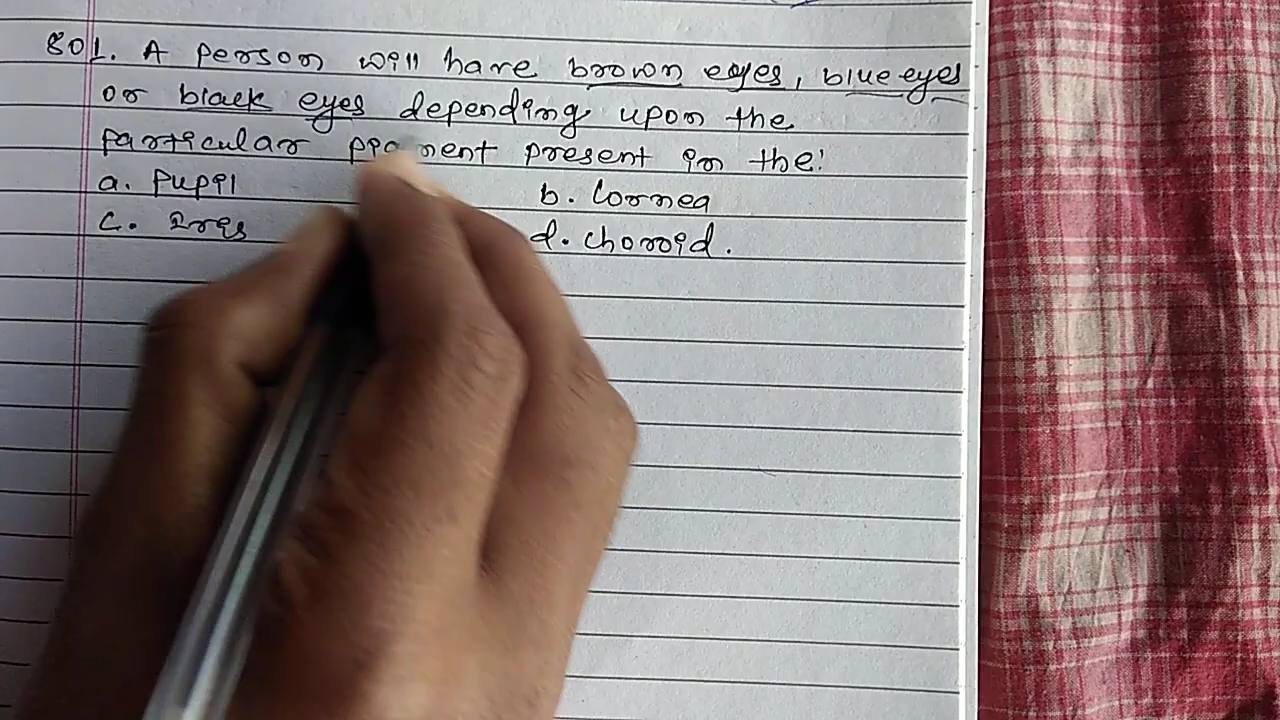 801. A person will have brown eyes, blue eyes
or black eyes depending upon the
particular pigment present in the:
a. Pupil b. Cornea
c. Iris d. Choroid.